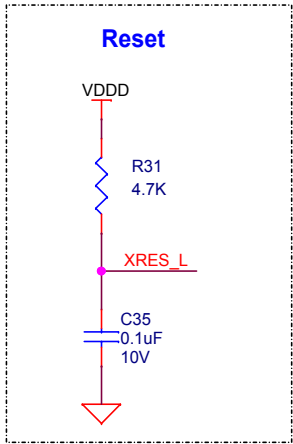 Reset
VDDD
R31
4.7K
XRES_L
C35
0.1uF
10V